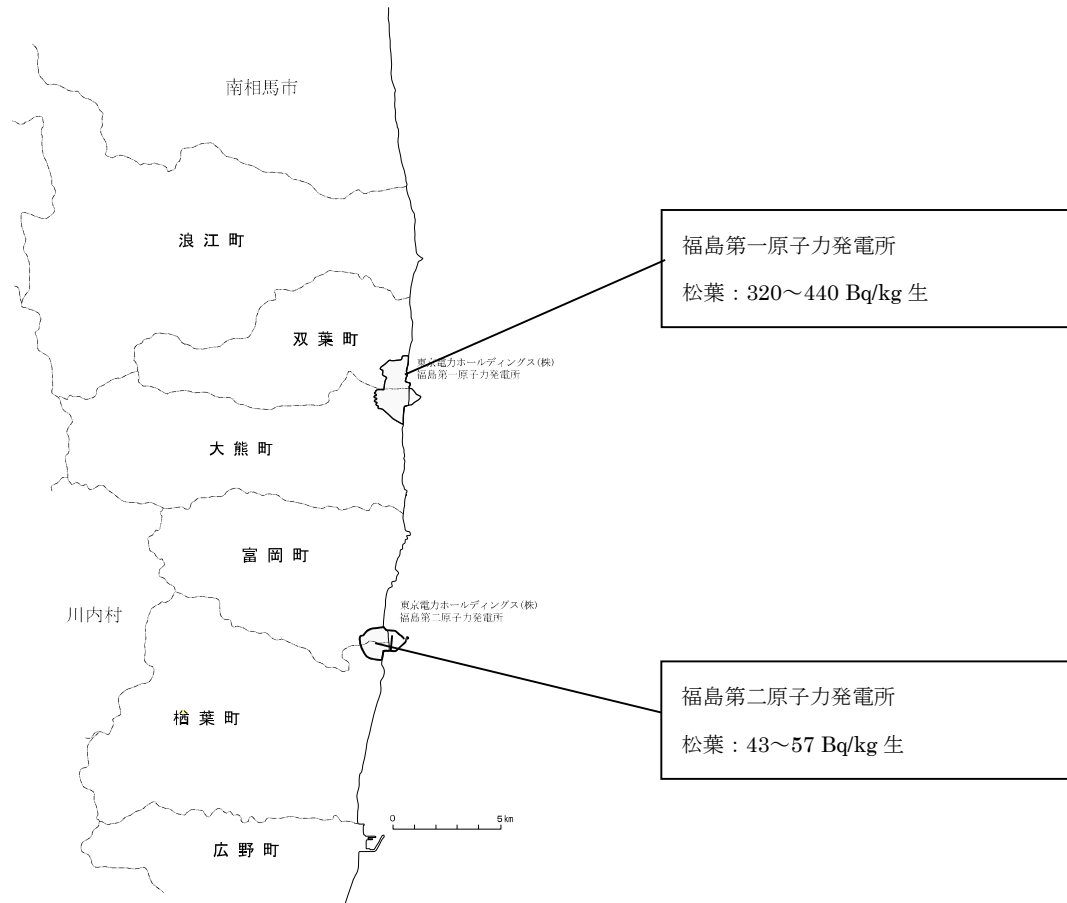 南相馬市
浪江町
福島第一原子力発電所
松葉：320～440 Bq/kg 生
双葉町
東京電力ホールディングス(株)
福島第一原子力発電所
大熊町
富岡町
川内村
東京電力ホールディングス(株)
福島第二原子力発電所
福島第二原子力発電所
松葉：43～57 Bq/kg 生
楢葉町
0 5km
広野町